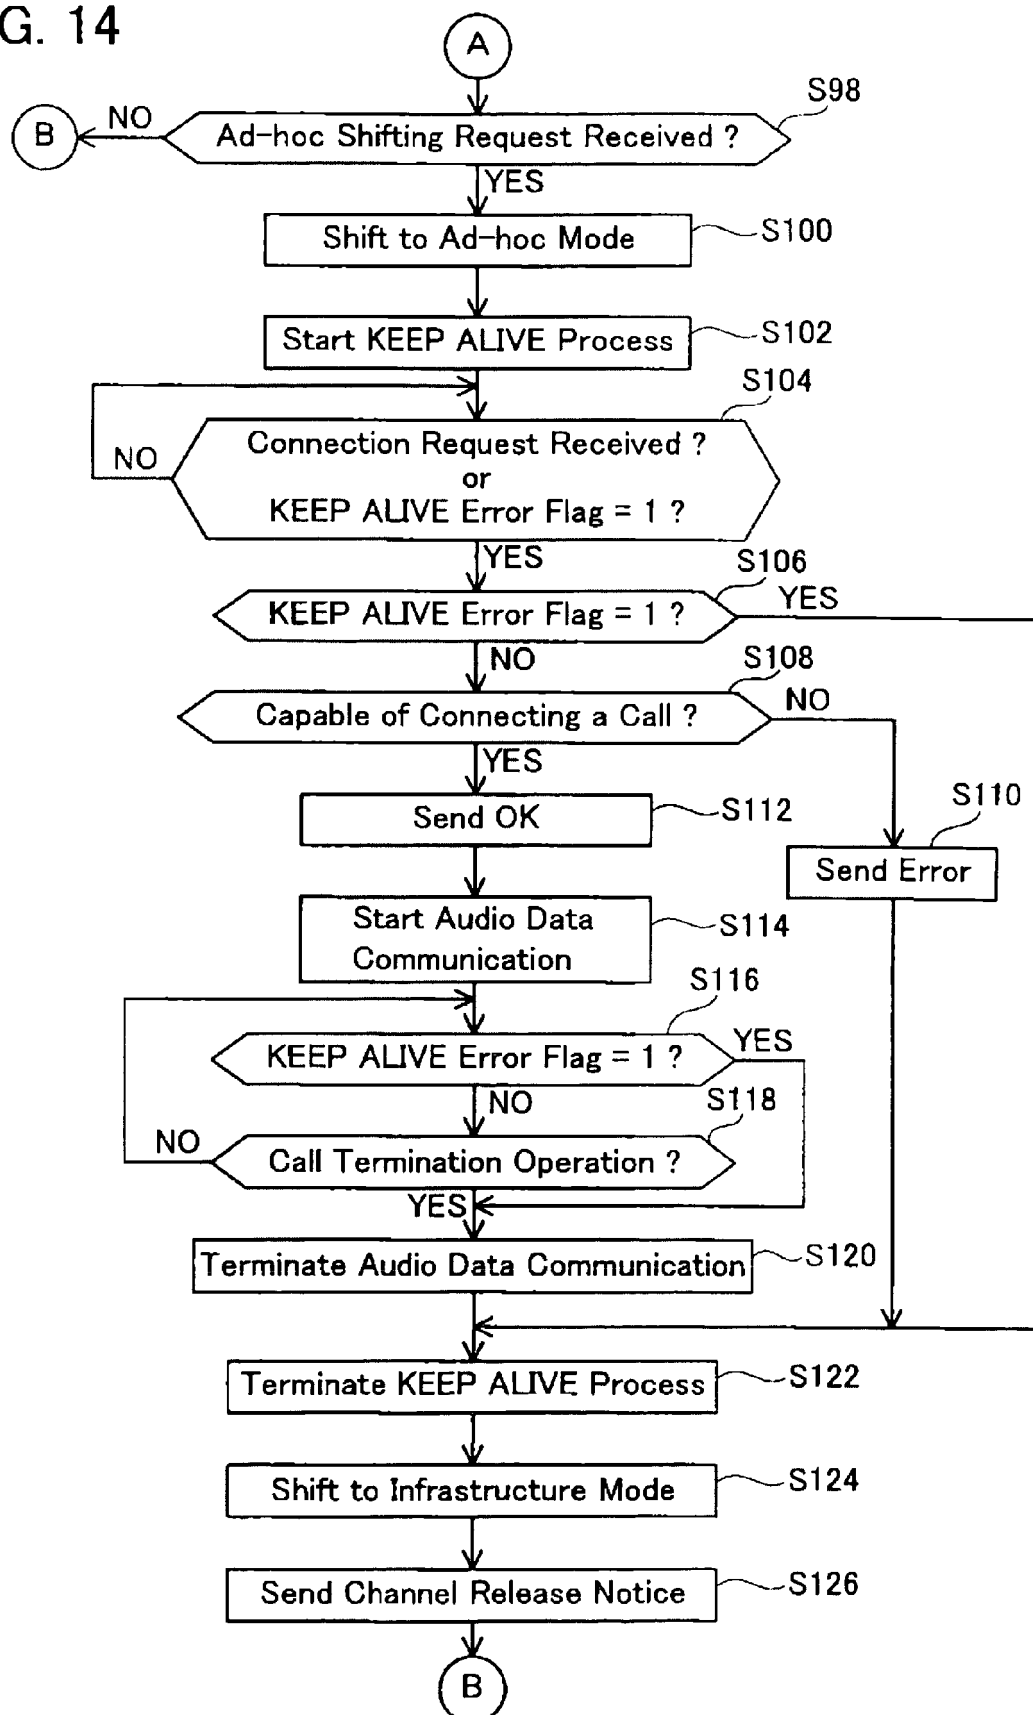 G. 14
A
S98
B
NO
Ad-hoc Shifting Request Received ?
YES
Shift to Ad-hoc Mode
S100
Start KEEP ALIVE Process
S102
S104
NO
Connection Request Received ?
or
KEEP ALIVE Error Flag = 1 ?
YES
S106
KEEP ALIVE Error Flag = 1 ?
YES
NO
S108
Capable of Connecting a Call ?
NO
YES
Send OK
S112
S110
Send Error
Start Audio Data
Communication
S114
S116
KEEP ALIVE Error Flag = 1 ?
YES
NO
S118
NO
Call Termination Operation ?
YES
Terminate Audio Data Communication
S120
Terminate KEEP ALIVE Process
S122
Shift to Infrastructure Mode
S124
Send Channel Release Notice
S126
B